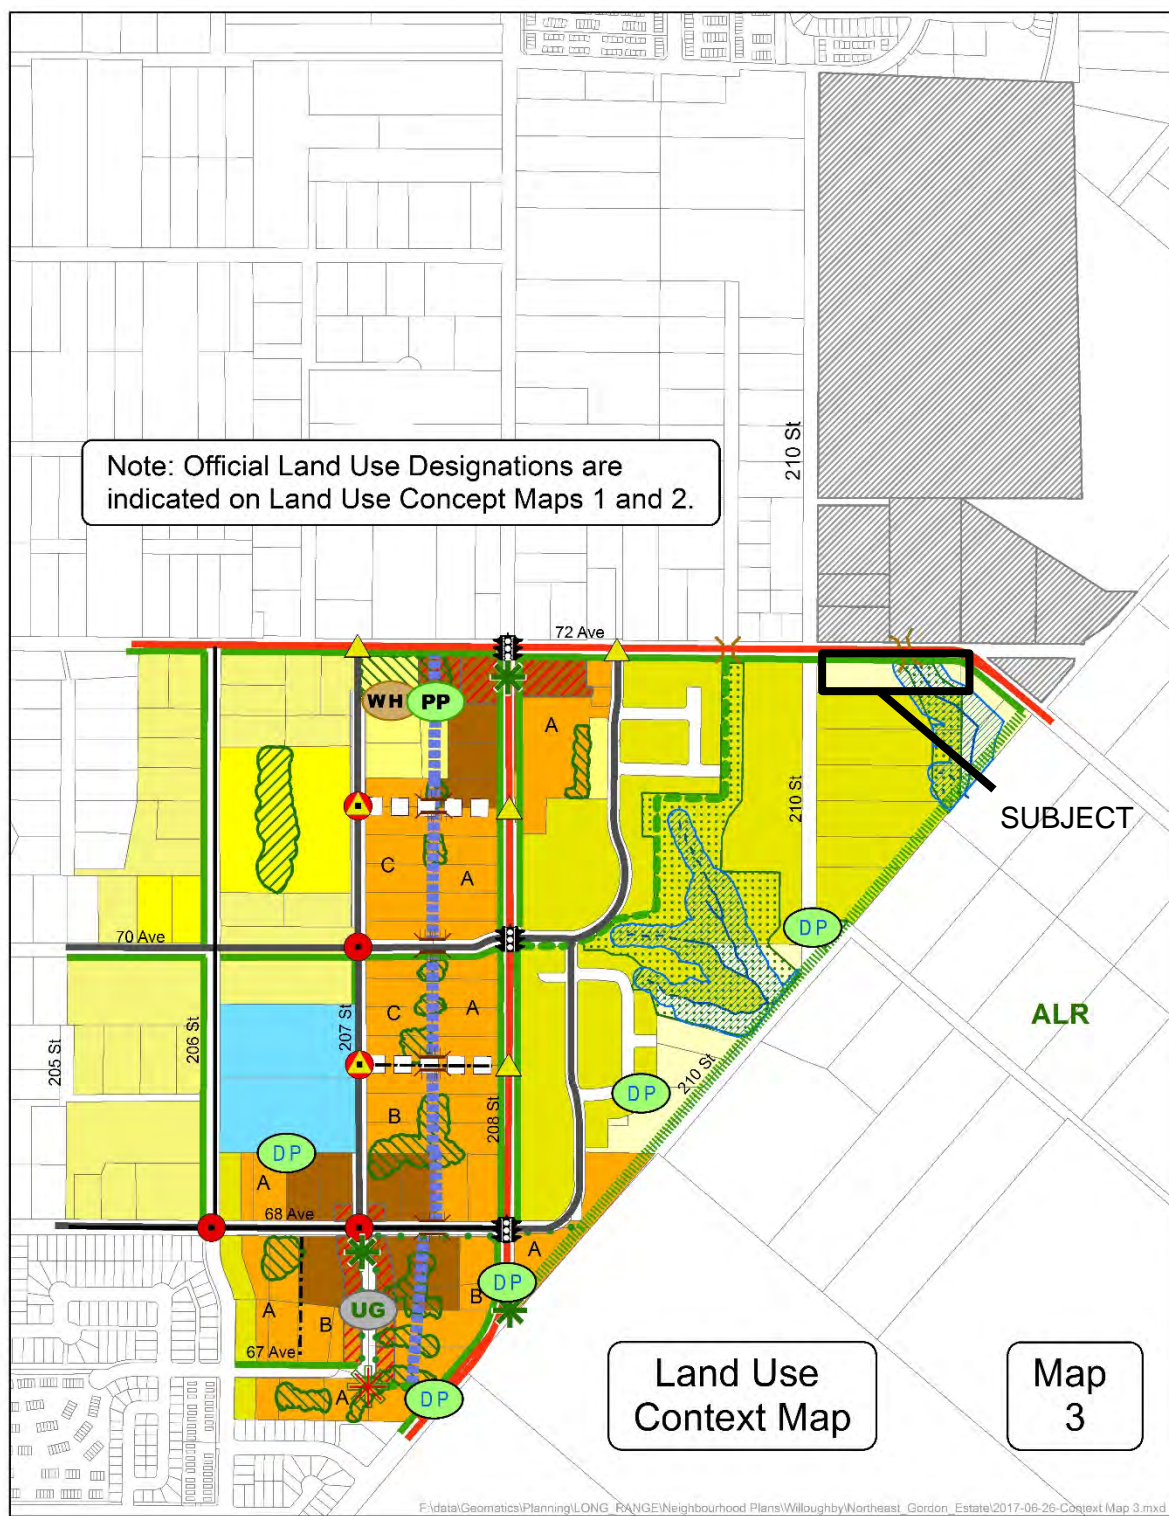 210 St
Note: Official Land Use Designations are
indicated on Land Use Concept Maps 1 and 2.
72 Ave
WH
PP
A
SUBJECT
210 St
C
A
70 Ave
DP
ALR
C
A
207 St
206 St
205 St
210 St
DP
B
208 St
DP
A
68 Ave
A
DP
B
A
B
UG
67 Ave
A
DP
Land Use
Context Map
Map
3
F:\data\Geomatics\Planning\LONG_RANGE\Neighbourhood Plans\Willoughby\Northeast_Gordon_Estate\2017-06-26-Context Map 3.mxd